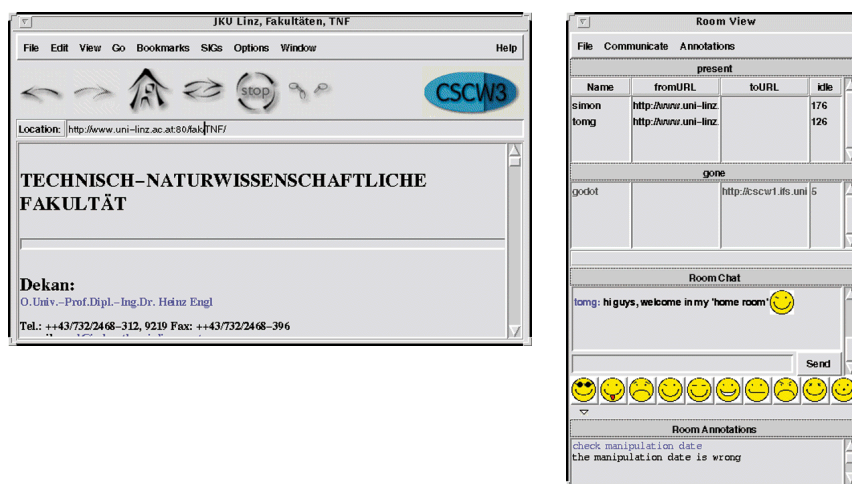 JKU Linz, Fakultäten, TNF
File Edit View Go Bookmarks SIGs Options Window Help
stop
CSCW3
Location: http://www.uni-linz.ac.at:80/fak/TNF/
TECHNISCH-NATURWISSENSCHAFTLICHE
FAKULTÄT
Dekan:
O.Univ.-Prof.Dipl.-Ing.Dr. Heinz Engl
Tel.: ++43/732/2468-312, 9219 Fax: ++43/732/2468-396
Room View
File Communicate Annotations
present
Name fromURL toURL idle
simon http://www.uni-linz. 176
tomg http://www.uni-linz. 126
gone
godot http://cscw1.ifs.uni 5
Room Chat
tomg: hi guys, welcome in my 'home room'
Send
Room Annotations
check manipulation date
the manipulation date is wrong